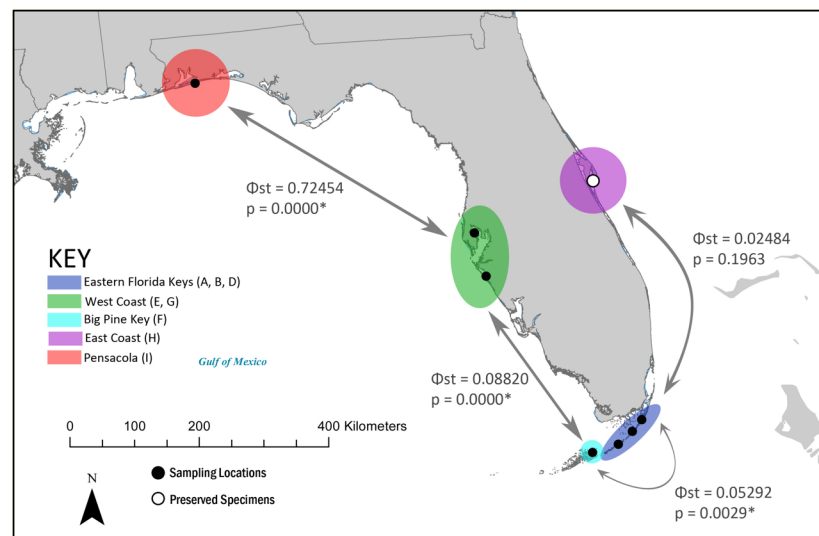 Φst = 0.72454
p = 0.0000*
Φst = 0.02484
p = 0.1963
KEY
Eastern Florida Keys (A, B, D)
West Coast (E, G)
Big Pine Key (F)
East Coast (H)
Pensacola (I)
Gulf of Mexico
Φst = 0.08820
p = 0.0000*
0 100 200 400 Kilometers
N
Sampling Locations
Preserved Specimens
Φst = 0.05292
p = 0.0029*